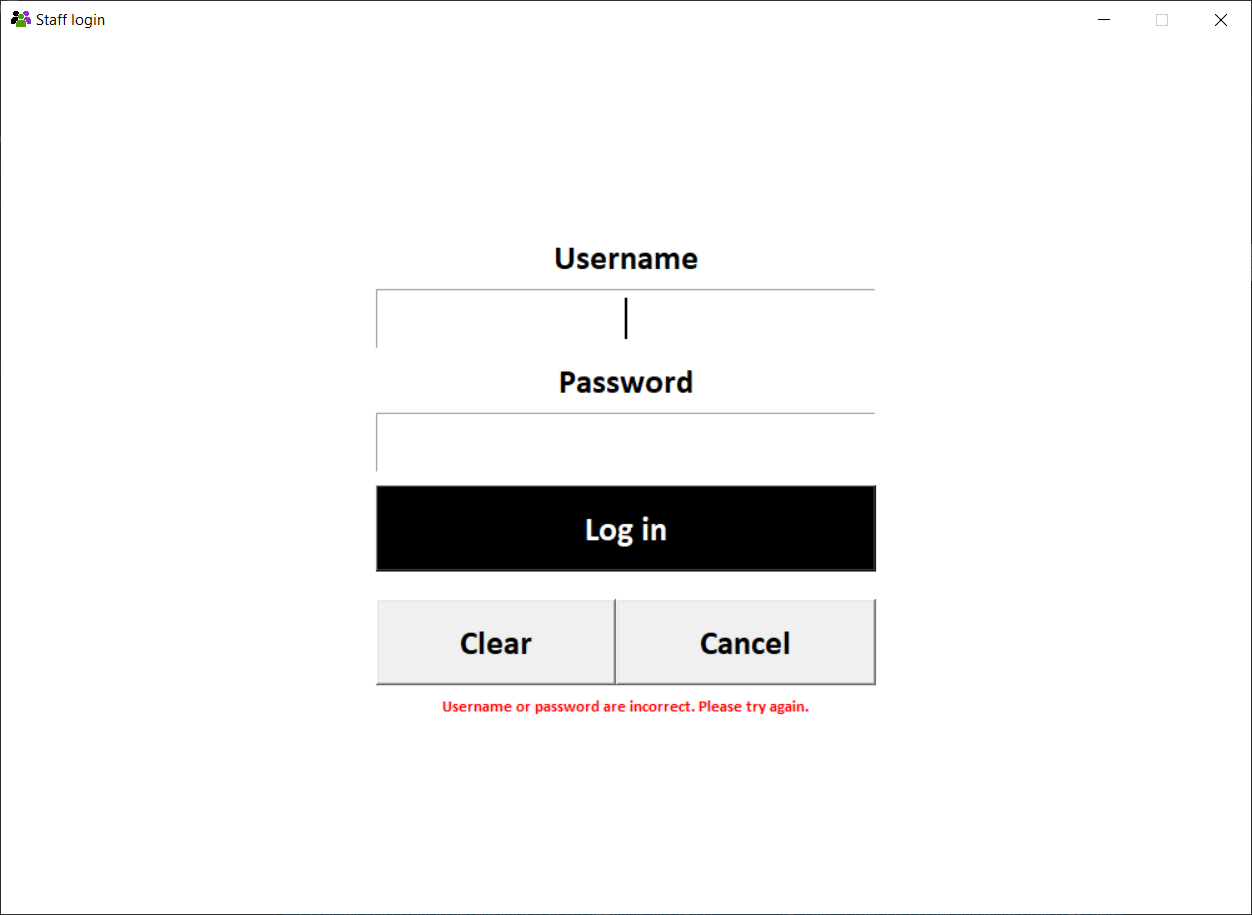 Staff login
Username
Password
Log in
Clear
Cancel
Username or password are incorrect. Please try again.